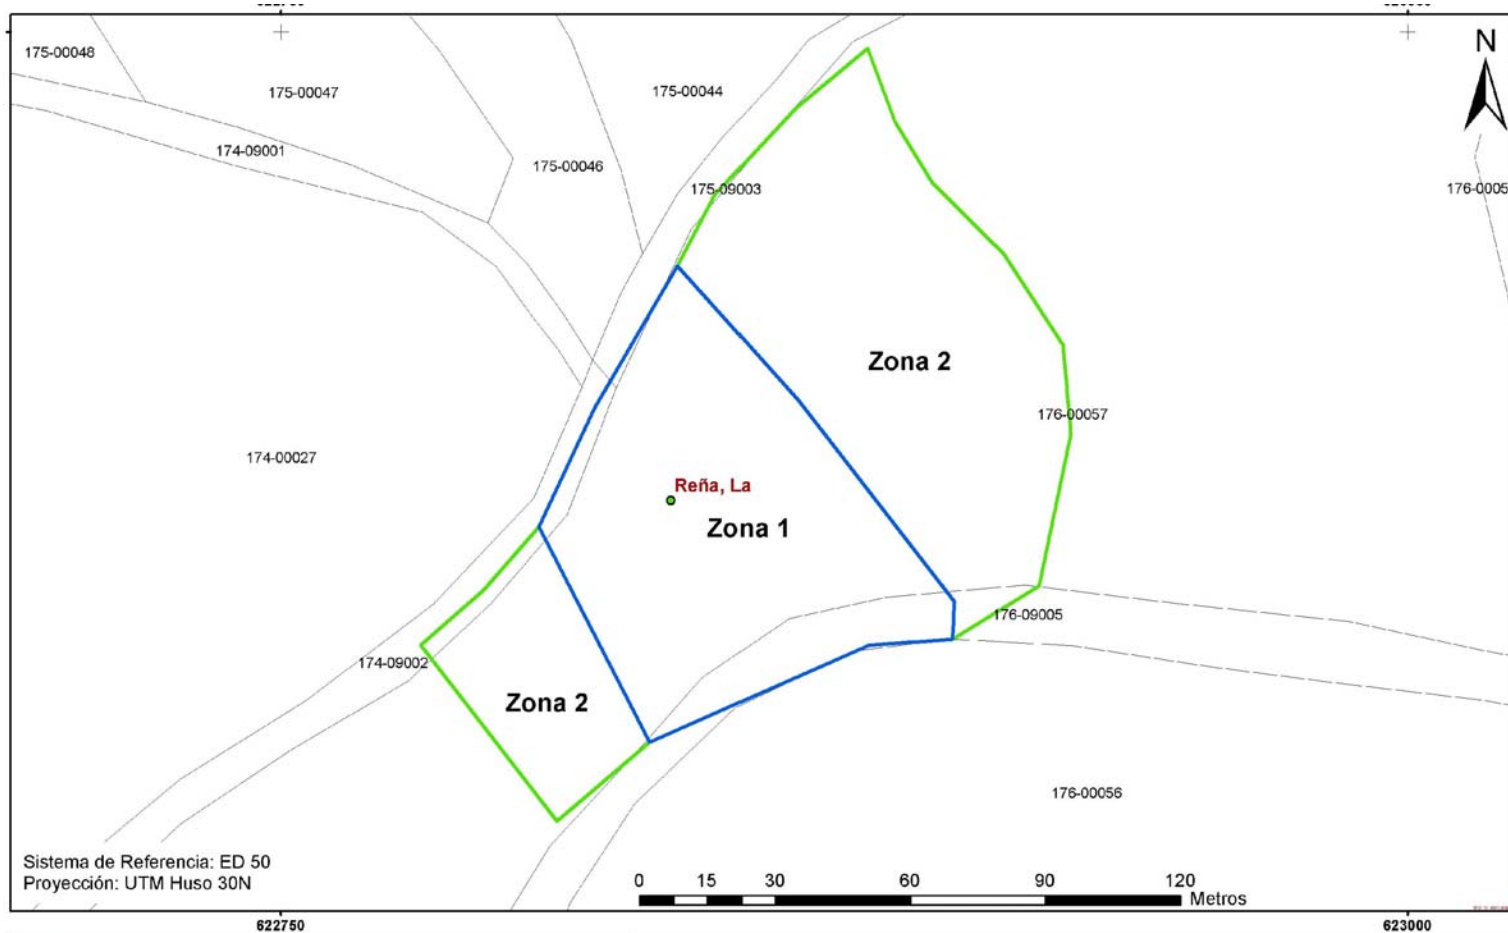 N
175-00048
175-00047
175-00044
174-09001
175-00046
175-09003
176-0005
Zona 2
176-00057
174-00027
Reña, La
Zona 1
176-09005
174-09002
Zona 2
176-00056
Sistema de Referencia: ED 50
Proyección: UTM Huso 30N
0 15 30 60 90 120
Metros
622750 623000